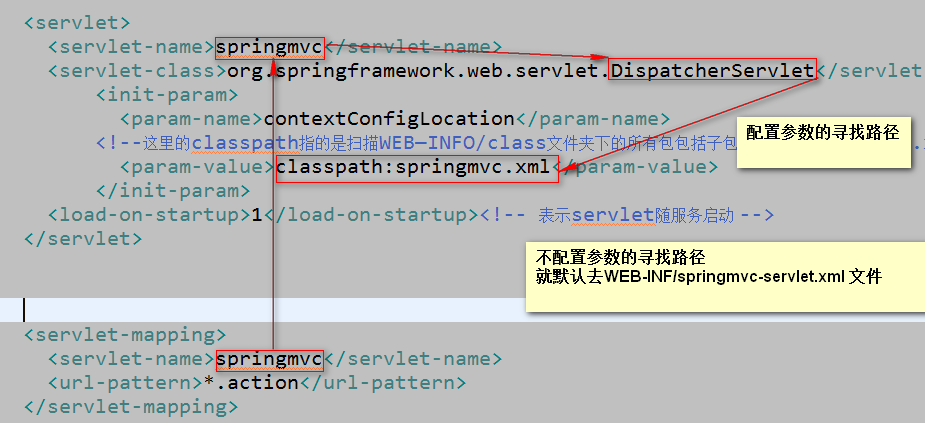 <servlet>
<servlet-name>springmvc</servlet-name>
<servlet-class>org.springframework.web.servlet.DispatcherServlet</servlet
<init-param>
<param-name>contextConfigLocation</param-name>
配置参数的寻找路径
<!--这里的classpath指的是扫描WEB—INFO/class文件夹下的所有包包括子包
<param-value>classpath:springmvc.xml</param-value>
</init-param>
<load-on-startup>1</load-on-startup><!-- 表示servlet随服务启动 -->
</servlet>
不配置参数的寻找路径
就默认去WEB-INF/springmvc-servlet.xml 文件
<servlet-mapping>
<servlet-name>springmvc</servlet-name>
<url-pattern>*.action</url-pattern>
</servlet-mapping>